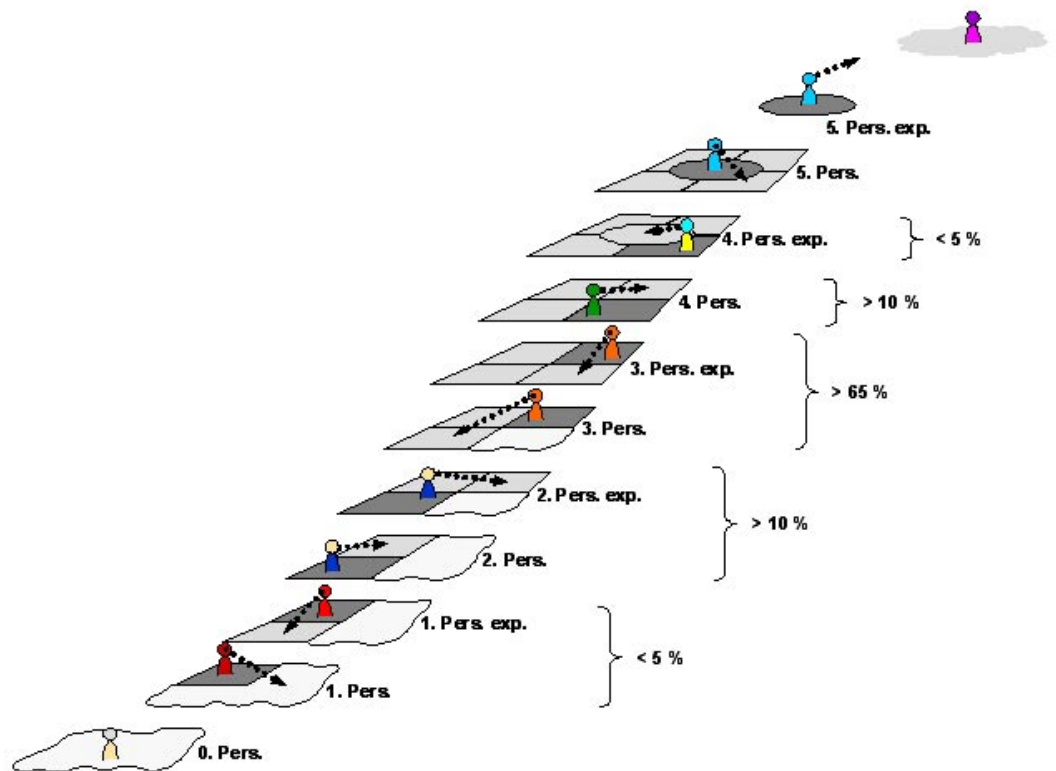 5. Pers. exp.
5. Pers.
4. Pers. exp.
< 5 %
4. Pers.
> 10 %
3. Pers. exp.
> 65 %
3. Pers.
2. Pers. exp.
> 10 %
2. Pers.
1. Pers. exp.
< 5 %
1. Pers.
0. Pers.